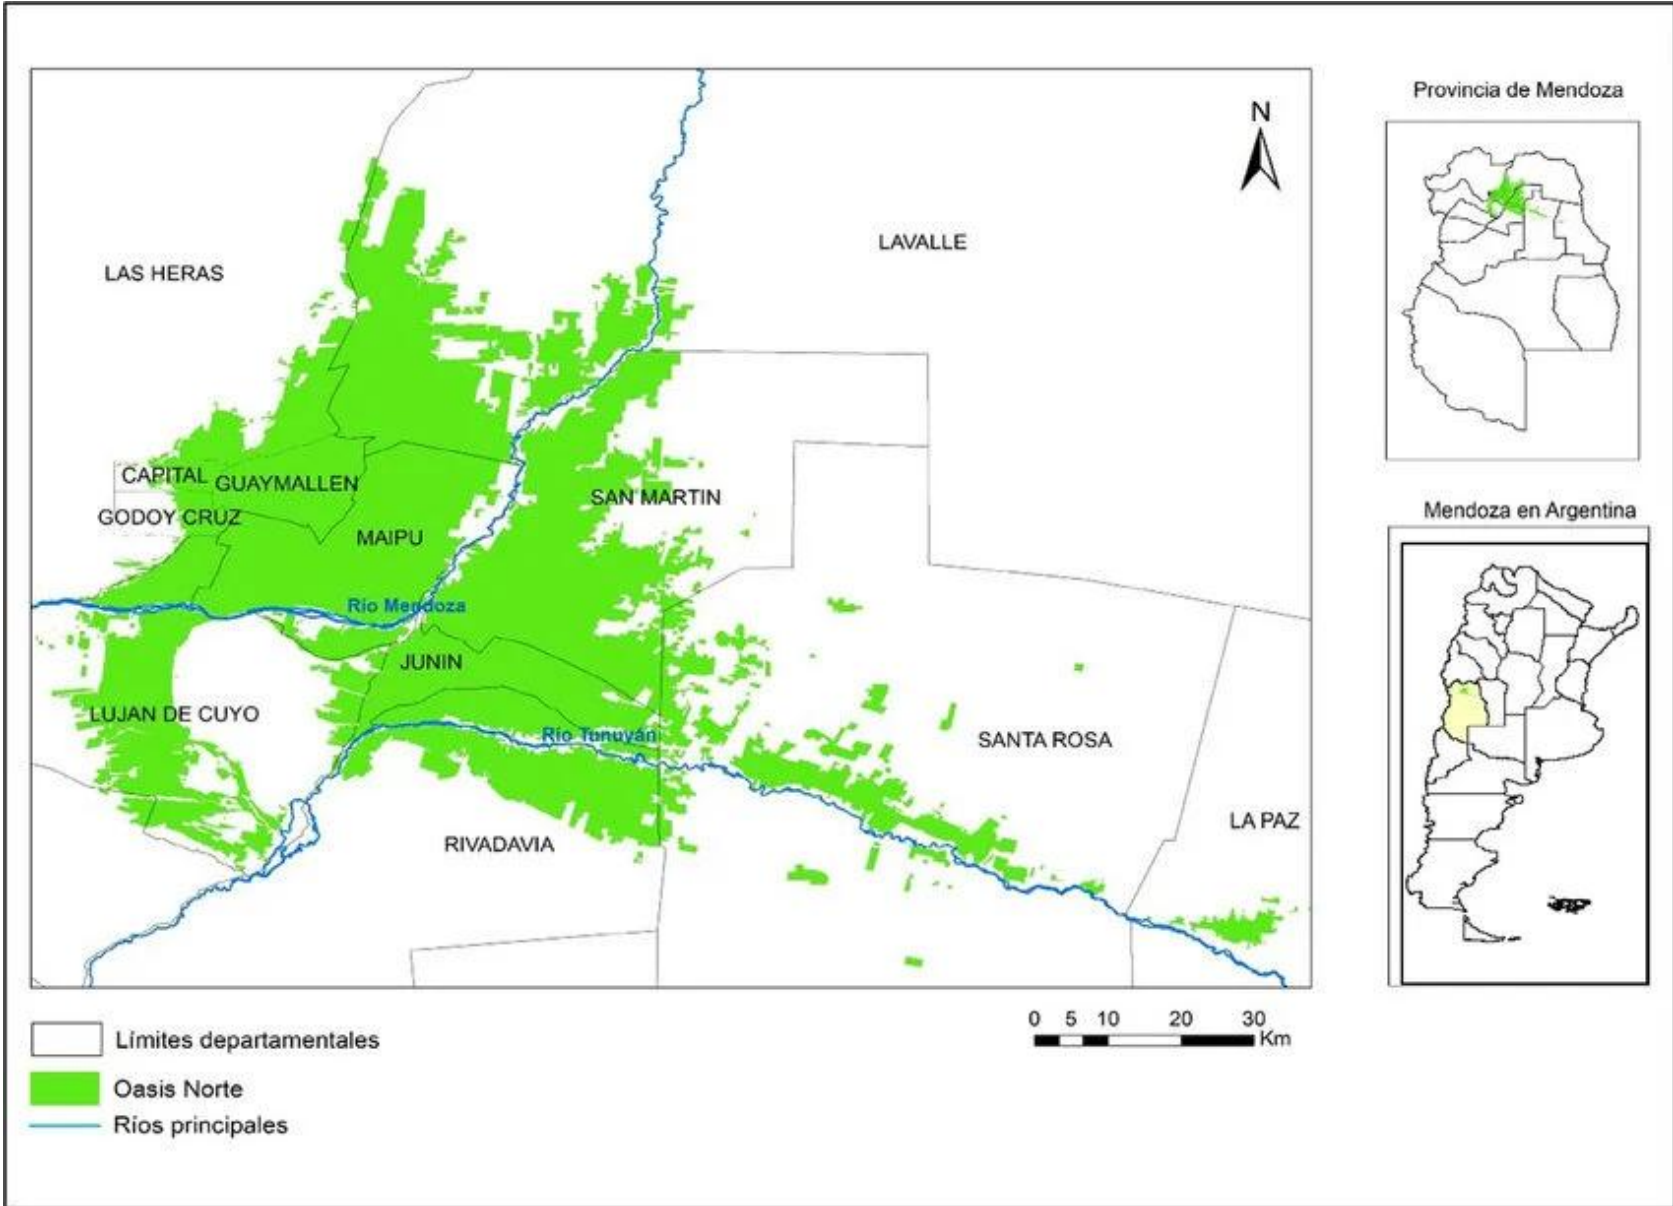 Provincia de Mendoza
N
LAVALLE
LAS HERAS
CAPITAL
GUAYMALLEN
SAN MARTIN
GODOY CRUZ
MAIPU
Mendoza en Argentina
Río Mendoza
JUNIN
LUJAN DE CUYO
Río Tunuyán
SANTA ROSA
LA PAZ
RIVADAVIA
0 5 10 20 30
Km
Límites departamentales
Oasis Norte
Ríos principales